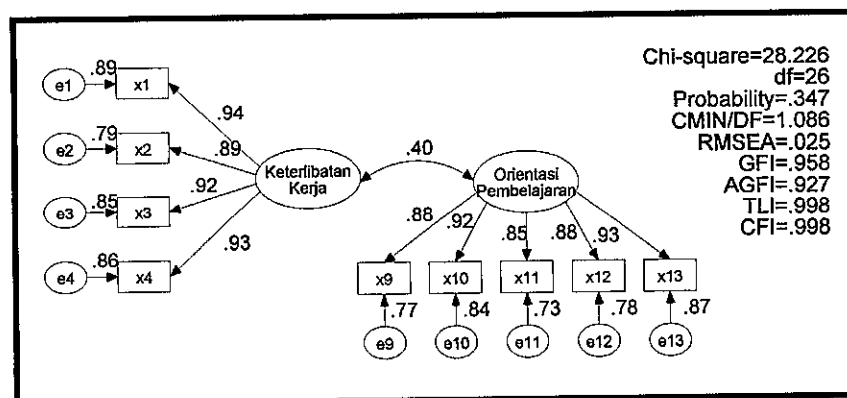 Chi-square=28.226
df=26
Probability=.347
CMIN/DF=1.086
RMSEA=.025
GFI=.958
AGFI=.927
TLI=.998
CFI=.998
.89
e1
x1
.94
.79
e2
x2
.89
.85
e3
x3
.92
.86
e4
x4
.93
Keterlibatan
Kerja
.40
Orientasi
Pembelajaran
.88
.92
.85
.88
.93
x9
x10
x11
x12
x13
.77
.84
.73
.78
.87
e9
e10
e11
e12
e13